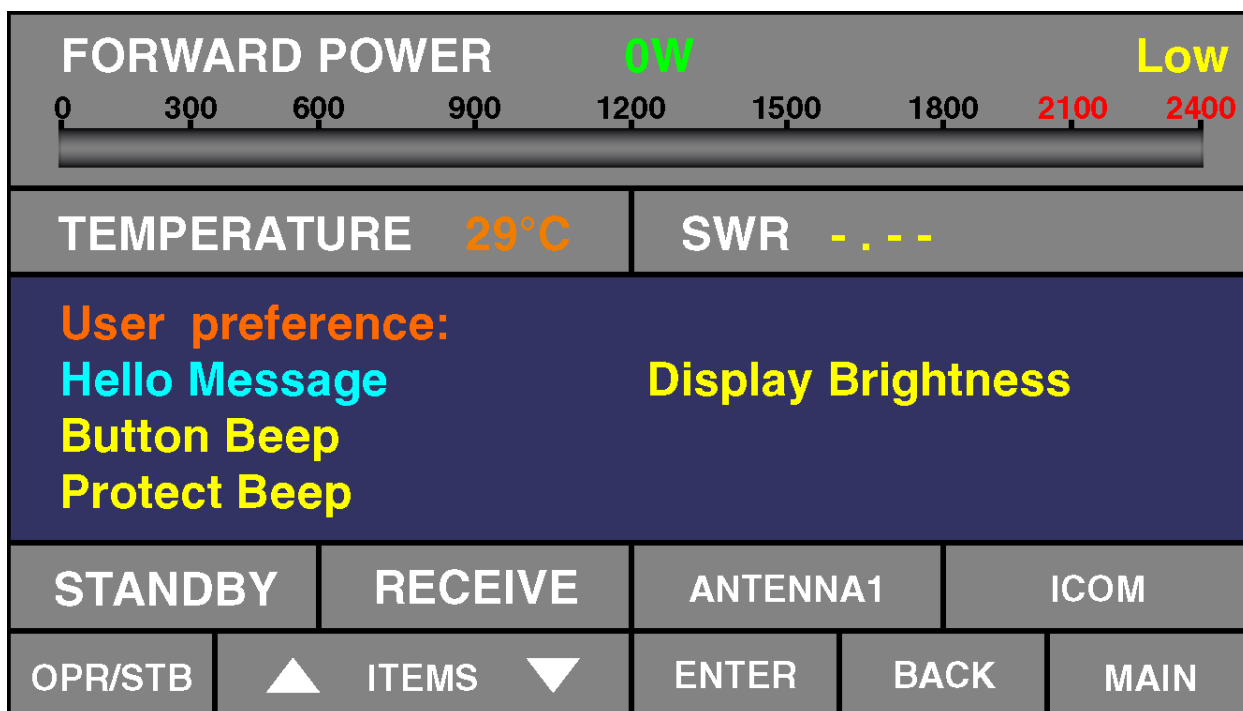 FORWARD POWER 0W Low
0 300 600 900 1200 1500 1800 2100 2400
TEMPERATURE 29°C SWR -.--
User preference:
Hello Message Display Brightness
Button Beep
Protect Beep
STANDBY RECEIVE ANTENNA1 ICOM
OPR/STB ▲ ITEMS ▼ ENTER BACK MAIN